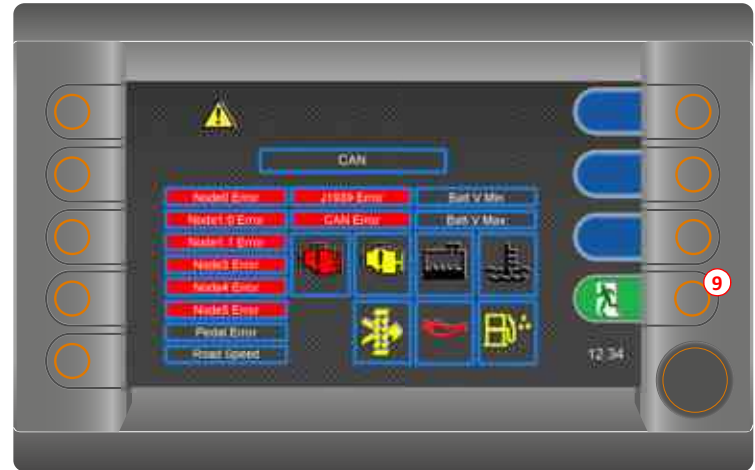 CAN
Node0 Error J1939 Error Batt V Min
Node1.0 Error CAN Error Batt V Max
Node1.1 Error
Node3 Error
Node4 Error
Node5 Error
Pedal Error
Road Speed
9
12 34